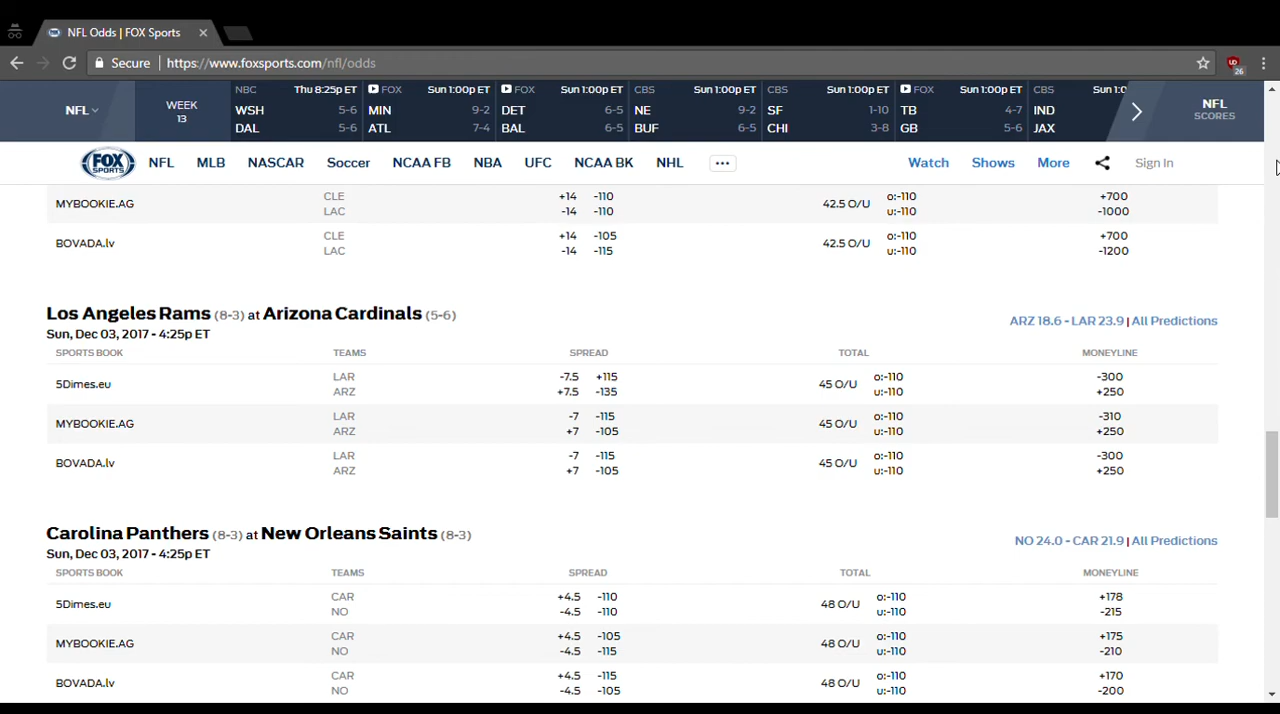 NFL Odds | FOX Sports
Secure https://www.foxsports.com/nfl/odds
26
NFL
WEEK 13
NBC Thu 8:25p ET
WSH 5-6
DAL 5-6
FOX Sun 1:00p ET
MIN 9-2
ATL 7-4
FOX Sun 1:00p ET
DET 6-5
BAL 6-5
CBS Sun 1:00p ET
NE 9-2
BUF 6-5
CBS Sun 1:00p ET
SF 1-10
CHI 3-8
FOX Sun 1:00p ET
TB 4-7
GB 5-6
CBS Sun 1:0
IND
JAX
NFL
SCORES
FOX SPORTS NFL MLB NASCAR Soccer NCAA FB NBA UFC NCAA BK NHL ... Watch Shows More Sign In
MYBOOKIE.AG CLE +14 -110 42.5 O/U o:-110 +700
LAC -14 -110 u:-110 -1000
BOVADA.lv CLE +14 -105 42.5 O/U o:-110 +700
LAC -14 -115 u:-110 -1200
Los Angeles Rams (8-3) at Arizona Cardinals (5-6)
ARZ 18.6 - LAR 23.9 | All Predictions
Sun, Dec 03, 2017 - 4:25p ET
SPORTS BOOK TEAMS SPREAD TOTAL MONEYLINE
5Dimes.eu LAR -7.5 +115 45 O/U o:-110 -300
ARZ +7.5 -135 u:-110 +250
MYBOOKIE.AG LAR -7 -115 45 O/U o:-110 -310
ARZ +7 -105 u:-110 +250
BOVADA.lv LAR -7 -115 45 O/U o:-110 -300
ARZ +7 -105 u:-110 +250
Carolina Panthers (8-3) at New Orleans Saints (8-3)
NO 24.0 - CAR 21.9 | All Predictions
Sun, Dec 03, 2017 - 4:25p ET
SPORTS BOOK TEAMS SPREAD TOTAL MONEYLINE
5Dimes.eu CAR +4.5 -110 48 O/U o:-110 +178
NO -4.5 -110 u:-110 -215
MYBOOKIE.AG CAR +4.5 -105 48 O/U o:-110 +175
NO -4.5 -115 u:-110 -210
BOVADA.lv CAR +4.5 -115 48 O/U o:-110 +170
NO -4.5 -105 u:-110 -200